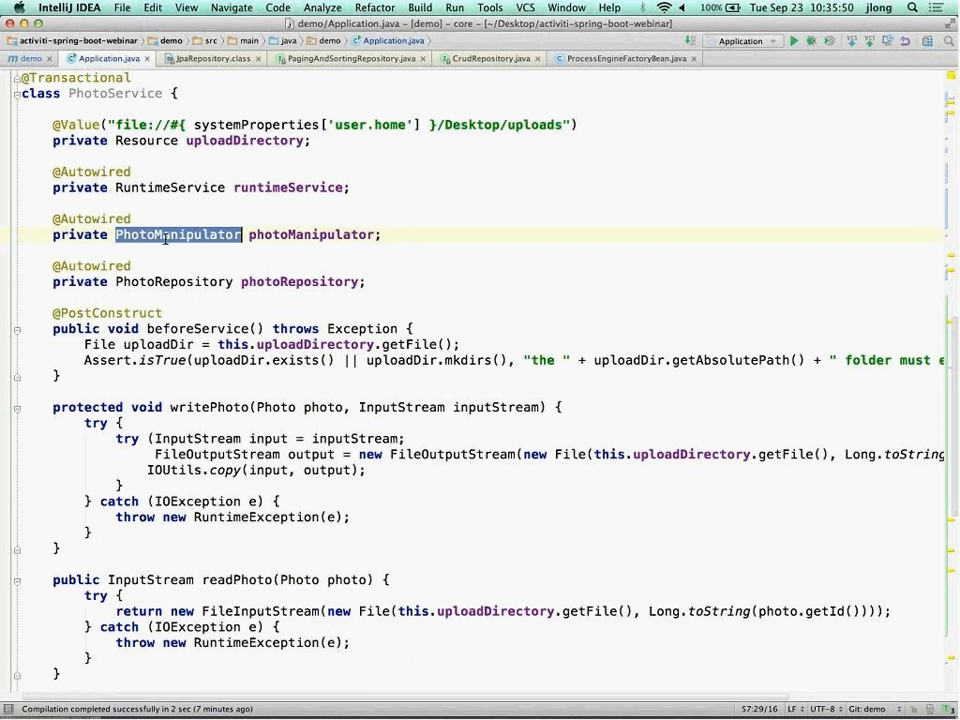 IntelliJ IDEA File Edit View Navigate Code Analyze Refactor Build Run Tools VCS Window Help 100% Tue Sep 23 10:35:50 jlong
demo/Application.java - [demo] - core - [~/Desktop/activiti-spring-boot-webinar]
activiti-spring-boot-webinar demo src main java demo Application.java Application
m demo Application.java JpaRepository.class PagingAndSortingRepository.java CrudRepository.java ProcessEngineFactoryBean.java
@Transactional
class PhotoService {
@Value("file://#{ systemProperties['user.home'] }/Desktop/uploads")
private Resource uploadDirectory;
@Autowired
private RuntimeService runtimeService;
@Autowired
private PhotoManipulator photoManipulator;
@Autowired
private PhotoRepository photoRepository;
@PostConstruct
public void beforeService() throws Exception {
File uploadDir = this.uploadDirectory.getFile();
Assert.isTrue(uploadDir.exists() || uploadDir.mkdirs(), "the " + uploadDir.getAbsolutePath() + " folder must e
}
protected void writePhoto(Photo photo, InputStream inputStream) {
try {
try (InputStream input = inputStream;
FileOutputStream output = new FileOutputStream(new File(this.uploadDirectory.getFile(), Long.toString
IOUtils.copy(input, output);
}
} catch (IOException e) {
throw new RuntimeException(e);
}
}
public InputStream readPhoto(Photo photo) {
try {
return new FileInputStream(new File(this.uploadDirectory.getFile(), Long.toString(photo.getId())));
} catch (IOException e) {
throw new RuntimeException(e);
}
}
Compilation completed successfully in 2 sec (7 minutes ago) 57:29/16 LF UTF-8 Git: demo